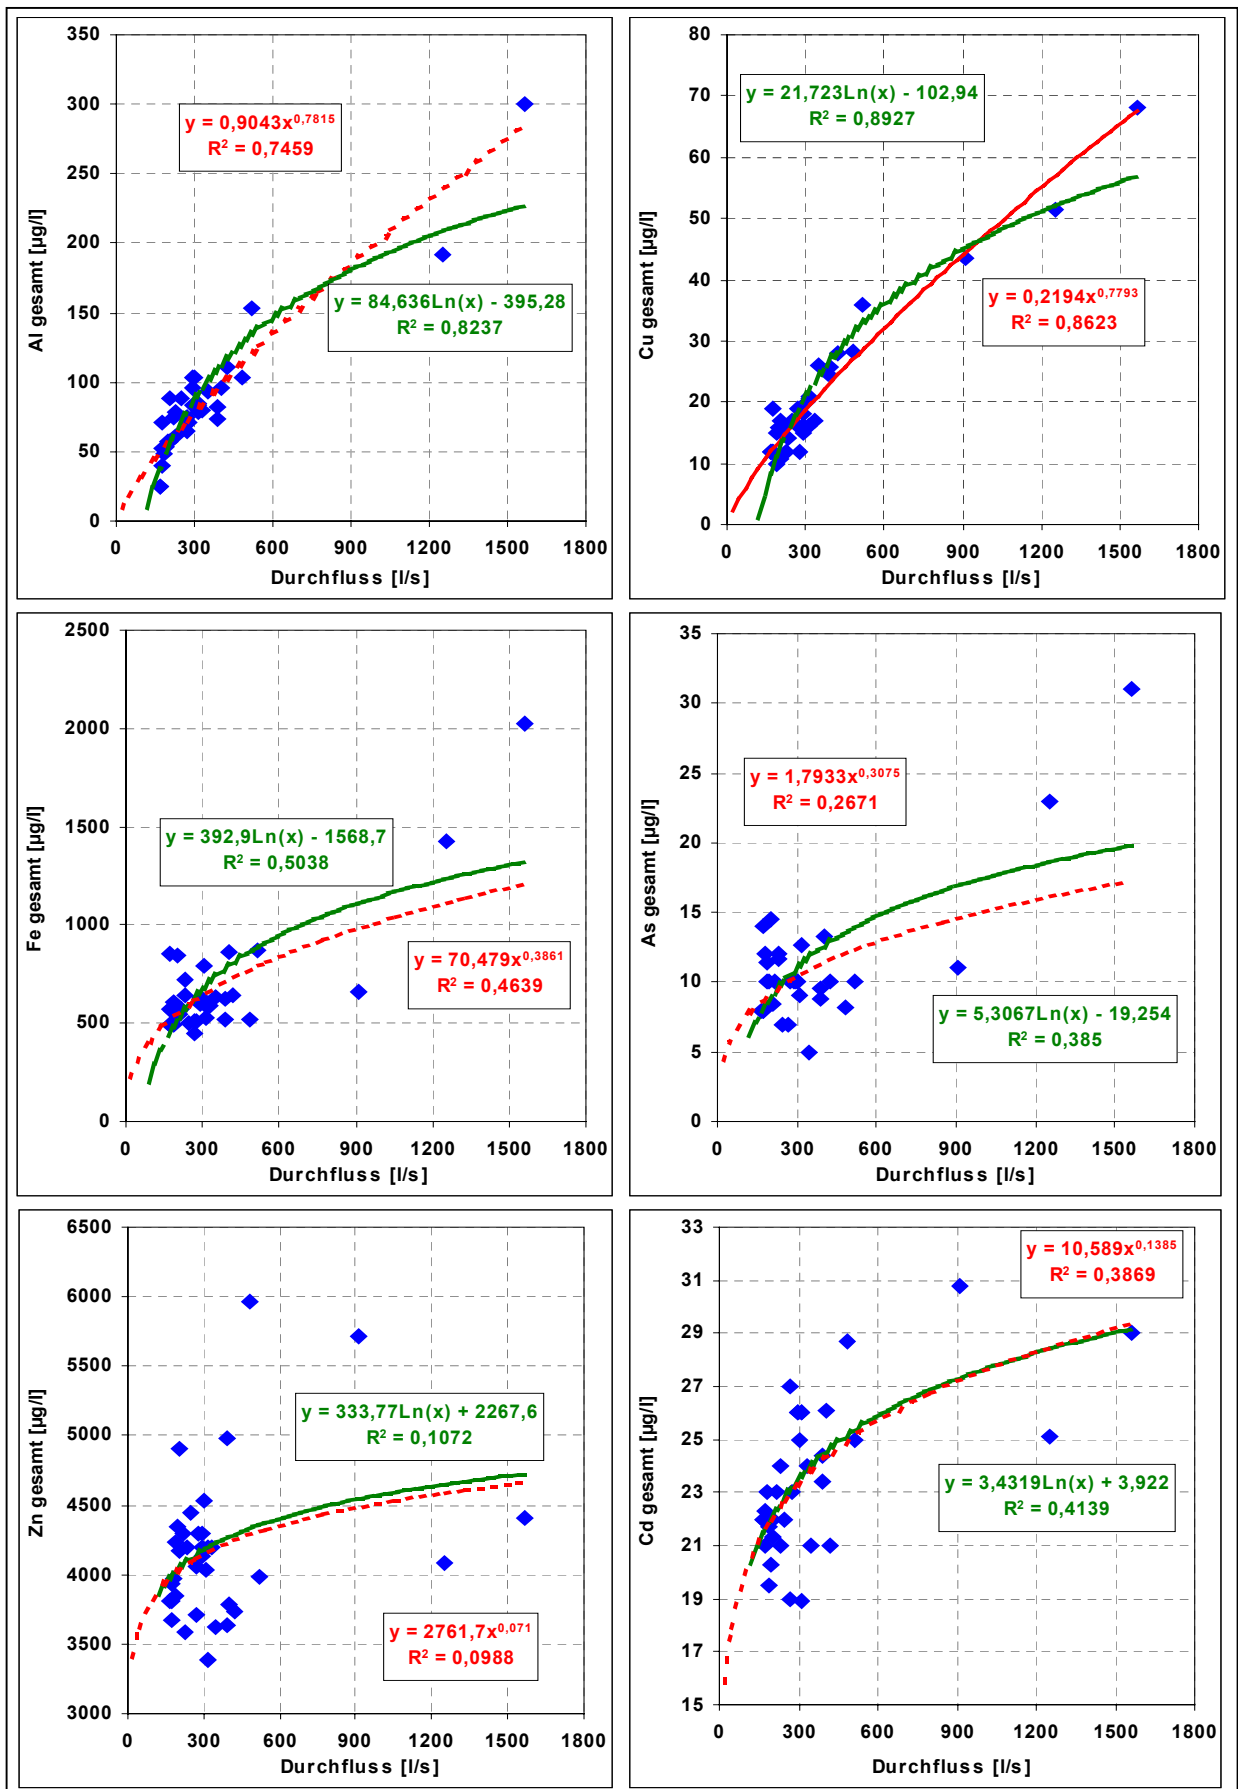 350
300
250
200
150
100
50
0
Al gesamt [µg/l]
y = 0,9043x^0,7815
R² = 0,7459
y = 84,636Ln(x) - 395,28
R² = 0,8237
0 300 600 900 1200 1500 1800
Durchfluss [l/s]
80
70
60
50
40
30
20
10
0
Cu gesamt [µg/l]
y = 21,723Ln(x) - 102,94
R² = 0,8927
y = 0,2194x^0,7793
R² = 0,8623
0 300 600 900 1200 1500 1800
Durchfluss [l/s]
2500
2000
1500
1000
500
0
Fe gesamt [µg/l]
y = 392,9Ln(x) - 1568,7
R² = 0,5038
y = 70,479x^0,3861
R² = 0,4639
0 300 600 900 1200 1500 1800
Durchfluss [l/s]
35
30
25
20
15
10
5
0
As gesamt [µg/l]
y = 1,7933x^0,3075
R² = 0,2671
y = 5,3067Ln(x) - 19,254
R² = 0,385
0 300 600 900 1200 1500 1800
Durchfluss [l/s]
6500
6000
5500
5000
4500
4000
3500
3000
Zn gesamt [µg/l]
y = 333,77Ln(x) + 2267,6
R² = 0,1072
y = 2761,7x^0,071
R² = 0,0988
0 300 600 900 1200 1500 1800
Durchfluss [l/s]
33
31
29
27
25
23
21
19
17
15
Cd gesamt [µg/l]
y = 10,589x^0,1385
R² = 0,3869
y = 3,4319Ln(x) + 3,922
R² = 0,4139
0 300 600 900 1200 1500 1800
Durchfluss [l/s]